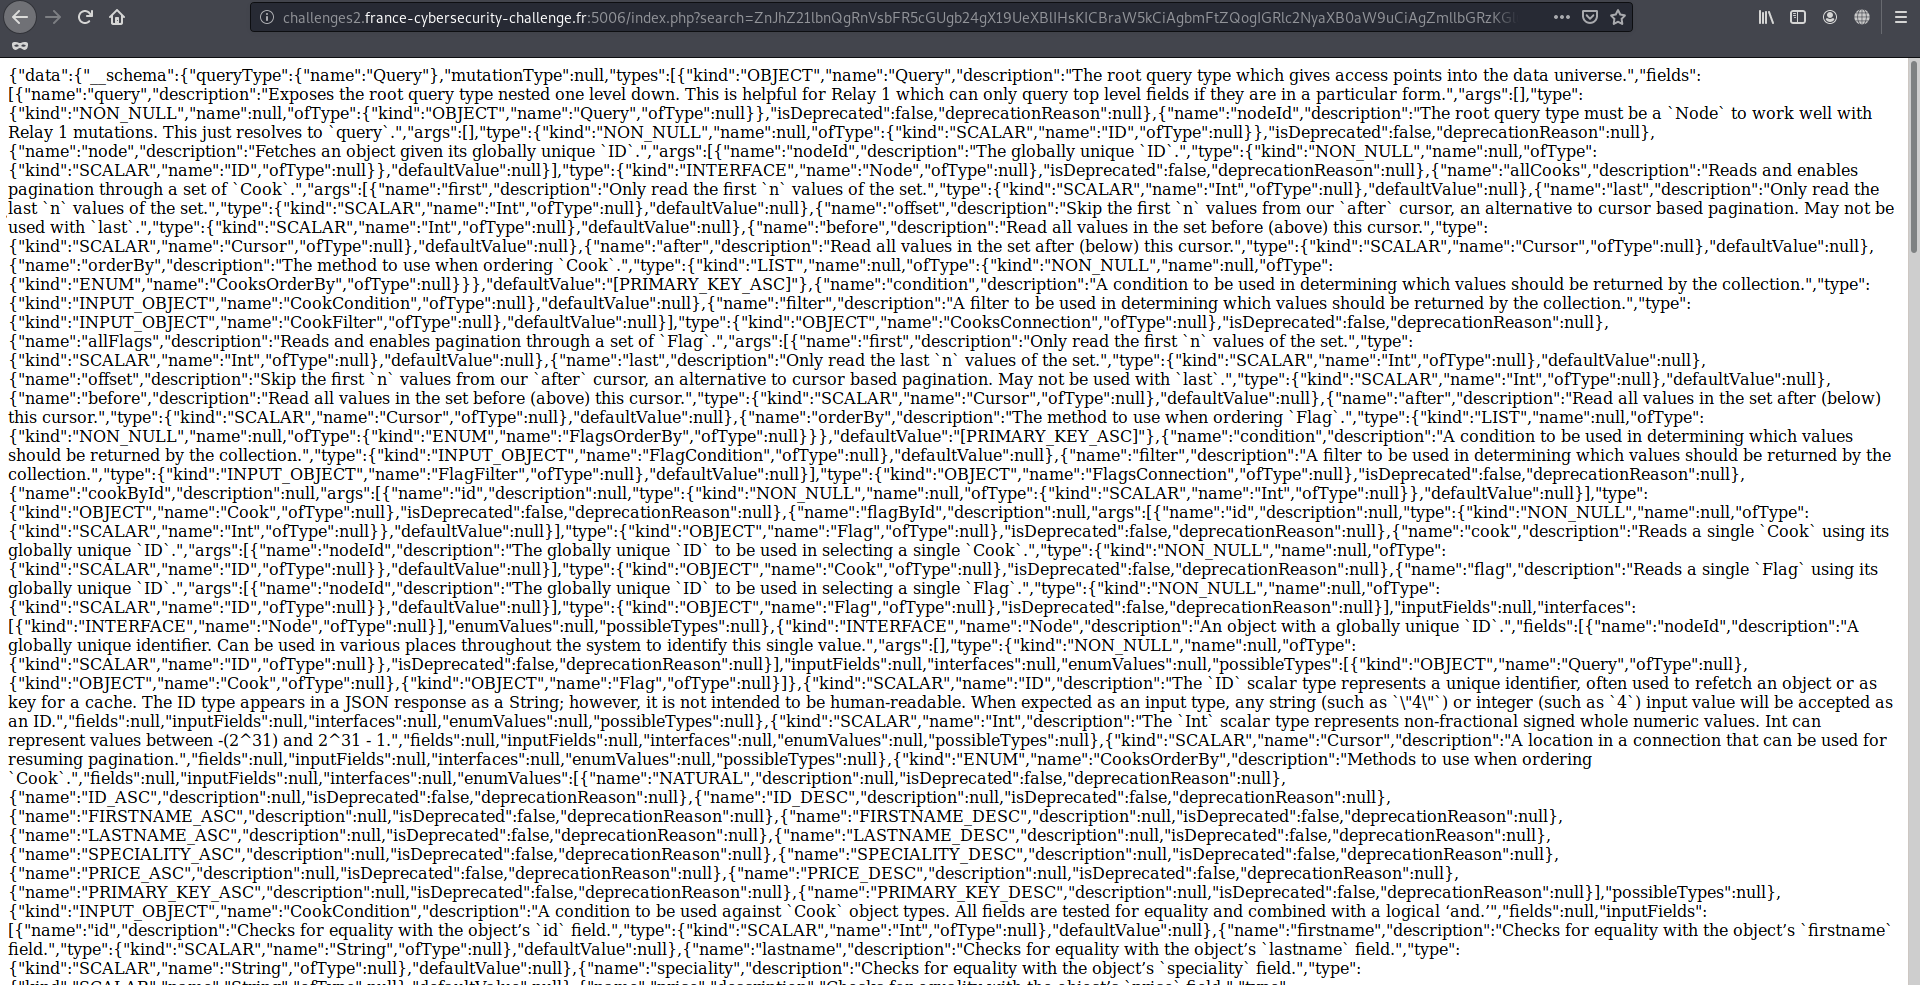 challenges2.france-cybersecurity-challenge.fr:5006/index.php?search=
{"data":{"__schema":{"queryType":{"name":"Query"},"mutationType":null,"types":[{"kind":"OBJECT","name":"Query","description":"The root query type which gives access points into the data universe.","fields":
[{"name":"query","description":"Exposes the root query type nested one level down. This is helpful for Relay 1 which can only query top level fields if they are in a particular form.","args":[],"type":
{"kind":"NON_NULL","name":null,"ofType":{"kind":"OBJECT","name":"Query","ofType":null}},"isDeprecated":false,"deprecationReason":null},{"name":"nodeId","description":"The root query type must be a `Node` to work well with
Relay 1 mutations. This just resolves to `query`.","args":[],"type":{"kind":"NON_NULL","name":null,"ofType":{"kind":"SCALAR","name":"ID","ofType":null}},"isDeprecated":false,"deprecationReason":null},
{"name":"node","description":"Fetches an object given its globally unique `ID`.","args":[{"name":"nodeId","description":"The globally unique `ID`.","type":{"kind":"NON_NULL","name":null,"ofType":
{"kind":"SCALAR","name":"ID","ofType":null}},"defaultValue":null}],"type":{"kind":"INTERFACE","name":"Node","ofType":null},"isDeprecated":false,"deprecationReason":null},{"name":"allCooks","description":"Reads and enables
pagination through a set of `Cook`.","args":[{"name":"first","description":"Only read the first `n` values of the set.","type":{"kind":"SCALAR","name":"Int","ofType":null},"defaultValue":null},{"name":"last","description":"Only read the
last `n` values of the set.","type":{"kind":"SCALAR","name":"Int","ofType":null},"defaultValue":null},{"name":"offset","description":"Skip the first `n` values from our `after` cursor, an alternative to cursor based pagination. May not be
used with `last`.","type":{"kind":"SCALAR","name":"Int","ofType":null},"defaultValue":null},{"name":"before","description":"Read all values in the set before (above) this cursor.","type":
{"kind":"SCALAR","name":"Cursor","ofType":null},"defaultValue":null},{"name":"after","description":"Read all values in the set after (below) this cursor.","type":{"kind":"SCALAR","name":"Cursor","ofType":null},"defaultValue":null},
{"name":"orderBy","description":"The method to use when ordering `Cook`.","type":{"kind":"LIST","name":null,"ofType":{"kind":"NON_NULL","name":null,"ofType":
{"kind":"ENUM","name":"CooksOrderBy","ofType":null}}},"defaultValue":"[PRIMARY_KEY_ASC]"},{"name":"condition","description":"A condition to be used in determining which values should be returned by the collection.","type":
{"kind":"INPUT_OBJECT","name":"CookCondition","ofType":null},"defaultValue":null},{"name":"filter","description":"A filter to be used in determining which values should be returned by the collection.","type":
{"kind":"INPUT_OBJECT","name":"CookFilter","ofType":null},"defaultValue":null}],"type":{"kind":"OBJECT","name":"CooksConnection","ofType":null},"isDeprecated":false,"deprecationReason":null},
{"name":"allFlags","description":"Reads and enables pagination through a set of `Flag`.","args":[{"name":"first","description":"Only read the first `n` values of the set.","type":
{"kind":"SCALAR","name":"Int","ofType":null},"defaultValue":null},{"name":"last","description":"Only read the last `n` values of the set.","type":{"kind":"SCALAR","name":"Int","ofType":null},"defaultValue":null},
{"name":"offset","description":"Skip the first `n` values from our `after` cursor, an alternative to cursor based pagination. May not be used with `last`.","type":{"kind":"SCALAR","name":"Int","ofType":null},"defaultValue":null},
{"name":"before","description":"Read all values in the set before (above) this cursor.","type":{"kind":"SCALAR","name":"Cursor","ofType":null},"defaultValue":null},{"name":"after","description":"Read all values in the set after (below)
this cursor.","type":{"kind":"SCALAR","name":"Cursor","ofType":null},"defaultValue":null},{"name":"orderBy","description":"The method to use when ordering `Flag`.","type":{"kind":"LIST","name":null,"ofType":
{"kind":"NON_NULL","name":null,"ofType":{"kind":"ENUM","name":"FlagsOrderBy","ofType":null}}},"defaultValue":"[PRIMARY_KEY_ASC]"},{"name":"condition","description":"A condition to be used in determining which values
should be returned by the collection.","type":{"kind":"INPUT_OBJECT","name":"FlagCondition","ofType":null},"defaultValue":null},{"name":"filter","description":"A filter to be used in determining which values should be returned by the
collection.","type":{"kind":"INPUT_OBJECT","name":"FlagFilter","ofType":null},"defaultValue":null}],"type":{"kind":"OBJECT","name":"FlagsConnection","ofType":null},"isDeprecated":false,"deprecationReason":null},
{"name":"cookById","description":null,"args":[{"name":"id","description":null,"type":{"kind":"NON_NULL","name":null,"ofType":{"kind":"SCALAR","name":"Int","ofType":null}},"defaultValue":null}],"type":
{"kind":"OBJECT","name":"Cook","ofType":null},"isDeprecated":false,"deprecationReason":null},{"name":"flagById","description":null,"args":[{"name":"id","description":null,"type":{"kind":"NON_NULL","name":null,"ofType":
{"kind":"SCALAR","name":"Int","ofType":null}},"defaultValue":null}],"type":{"kind":"OBJECT","name":"Flag","ofType":null},"isDeprecated":false,"deprecationReason":null},{"name":"cook","description":"Reads a single `Cook` using its
globally unique `ID`.","args":[{"name":"nodeId","description":"The globally unique `ID` to be used in selecting a single `Cook`.","type":{"kind":"NON_NULL","name":null,"ofType":
{"kind":"SCALAR","name":"ID","ofType":null}},"defaultValue":null}],"type":{"kind":"OBJECT","name":"Cook","ofType":null},"isDeprecated":false,"deprecationReason":null},{"name":"flag","description":"Reads a single `Flag` using its
globally unique `ID`.","args":[{"name":"nodeId","description":"The globally unique `ID` to be used in selecting a single `Flag`.","type":{"kind":"NON_NULL","name":null,"ofType":
{"kind":"SCALAR","name":"ID","ofType":null}},"defaultValue":null}],"type":{"kind":"OBJECT","name":"Flag","ofType":null},"isDeprecated":false,"deprecationReason":null}],"inputFields":null,"interfaces":
[{"kind":"INTERFACE","name":"Node","ofType":null}],"enumValues":null,"possibleTypes":null},{"kind":"INTERFACE","name":"Node","description":"An object with a globally unique `ID`.","fields":[{"name":"nodeId","description":"A
globally unique identifier. Can be used in various places throughout the system to identify this single value.","args":[],"type":{"kind":"NON_NULL","name":null,"ofType":
{"kind":"SCALAR","name":"ID","ofType":null}},"isDeprecated":false,"deprecationReason":null}],"inputFields":null,"interfaces":null,"enumValues":null,"possibleTypes":[{"kind":"OBJECT","name":"Query","ofType":null},
{"kind":"OBJECT","name":"Cook","ofType":null},{"kind":"OBJECT","name":"Flag","ofType":null}]},{"kind":"SCALAR","name":"ID","description":"The `ID` scalar type represents a unique identifier, often used to refetch an object or as
key for a cache. The ID type appears in a JSON response as a String; however, it is not intended to be human-readable. When expected as an input type, any string (such as `\"4\"`) or integer (such as `4`) input value will be accepted as
an ID.","fields":null,"inputFields":null,"interfaces":null,"enumValues":null,"possibleTypes":null},{"kind":"SCALAR","name":"Int","description":"The `Int` scalar type represents non-fractional signed whole numeric values. Int can
represent values between -(2^31) and 2^31 - 1.","fields":null,"inputFields":null,"interfaces":null,"enumValues":null,"possibleTypes":null},{"kind":"SCALAR","name":"Cursor","description":"A location in a connection that can be used for
resuming pagination.","fields":null,"inputFields":null,"interfaces":null,"enumValues":null,"possibleTypes":null},{"kind":"ENUM","name":"CooksOrderBy","description":"Methods to use when ordering
`Cook`.","fields":null,"inputFields":null,"interfaces":null,"enumValues":[{"name":"NATURAL","description":null,"isDeprecated":false,"deprecationReason":null},
{"name":"ID_ASC","description":null,"isDeprecated":false,"deprecationReason":null},{"name":"ID_DESC","description":null,"isDeprecated":false,"deprecationReason":null},
{"name":"FIRSTNAME_ASC","description":null,"isDeprecated":false,"deprecationReason":null},{"name":"FIRSTNAME_DESC","description":null,"isDeprecated":false,"deprecationReason":null},
{"name":"LASTNAME_ASC","description":null,"isDeprecated":false,"deprecationReason":null},{"name":"LASTNAME_DESC","description":null,"isDeprecated":false,"deprecationReason":null},
{"name":"SPECIALITY_ASC","description":null,"isDeprecated":false,"deprecationReason":null},{"name":"SPECIALITY_DESC","description":null,"isDeprecated":false,"deprecationReason":null},
{"name":"PRICE_ASC","description":null,"isDeprecated":false,"deprecationReason":null},{"name":"PRICE_DESC","description":null,"isDeprecated":false,"deprecationReason":null},
{"name":"PRIMARY_KEY_ASC","description":null,"isDeprecated":false,"deprecationReason":null},{"name":"PRIMARY_KEY_DESC","description":null,"isDeprecated":false,"deprecationReason":null}],"possibleTypes":null},
{"kind":"INPUT_OBJECT","name":"CookCondition","description":"A condition to be used against `Cook` object types. All fields are tested for equality and combined with a logical ‘and.’","fields":null,"inputFields":
[{"name":"id","description":"Checks for equality with the object’s `id` field.","type":{"kind":"SCALAR","name":"Int","ofType":null},"defaultValue":null},{"name":"firstname","description":"Checks for equality with the object’s `firstname`
field.","type":{"kind":"SCALAR","name":"String","ofType":null},"defaultValue":null},{"name":"lastname","description":"Checks for equality with the object’s `lastname` field.","type":
{"kind":"SCALAR","name":"String","ofType":null},"defaultValue":null},{"name":"speciality","description":"Checks for equality with the object’s `speciality` field.","type":